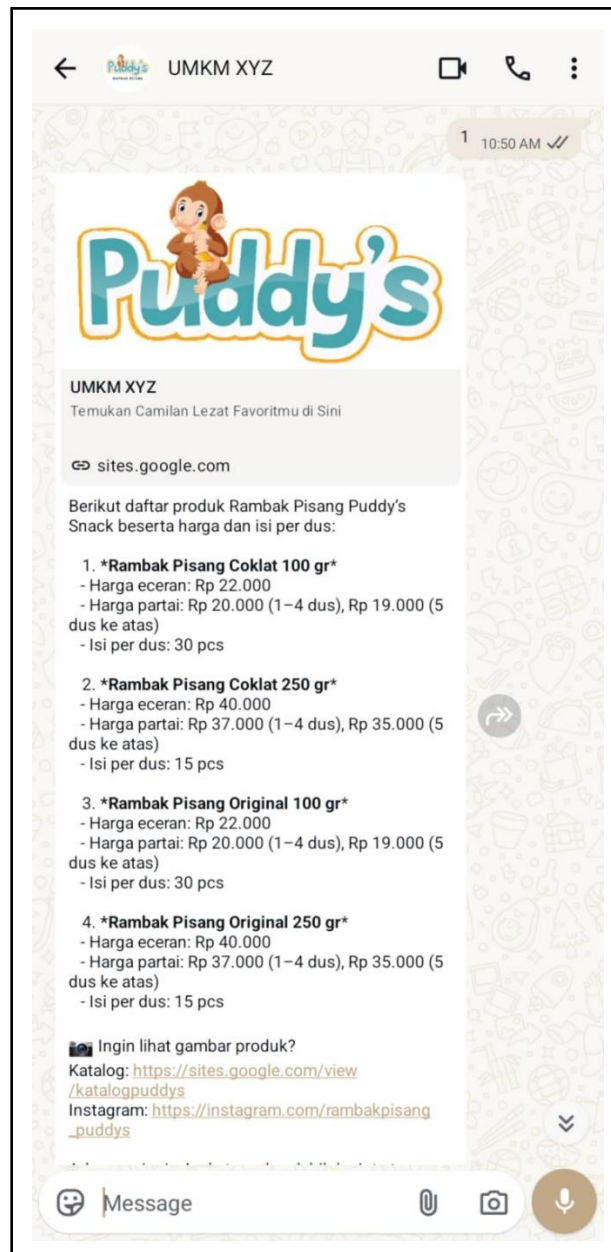 Puddy's
UMKM XYZ
1 10:50 AM
Puddy's
UMKM XYZ
Temukan Camilan Lezat Favoritmu di Sini
sites.google.com
Berikut daftar produk Rambak Pisang Puddy's
Snack beserta harga dan isi per dus:
1. *Rambak Pisang Coklat 100 gr*
- Harga eceran: Rp 22.000
- Harga partai: Rp 20.000 (1–4 dus), Rp 19.000 (5
dus ke atas)
- Isi per dus: 30 pcs
2. *Rambak Pisang Coklat 250 gr*
- Harga eceran: Rp 40.000
- Harga partai: Rp 37.000 (1–4 dus), Rp 35.000 (5
dus ke atas)
- Isi per dus: 15 pcs
3. *Rambak Pisang Original 100 gr*
- Harga eceran: Rp 22.000
- Harga partai: Rp 20.000 (1–4 dus), Rp 19.000 (5
dus ke atas)
- Isi per dus: 30 pcs
4. *Rambak Pisang Original 250 gr*
- Harga eceran: Rp 40.000
- Harga partai: Rp 37.000 (1–4 dus), Rp 35.000 (5
dus ke atas)
- Isi per dus: 15 pcs
Ingin lihat gambar produk?
Katalog: https://sites.google.com/view
/katalogpuddys
Instagram: https://instagram.com/rambakpisang
_puddys
Message